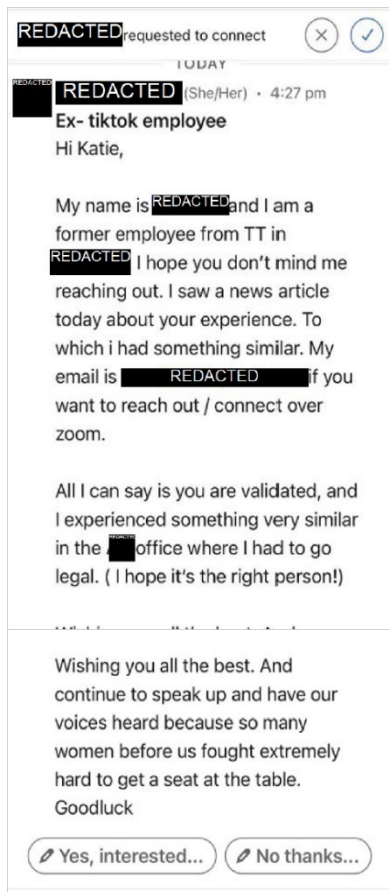 REDACTED requested to connect
TODAY
REDACTED
REDACTED (She/Her) • 4:27 pm
Ex- tiktok employee
Hi Katie,
My name is REDACTED and I am a
former employee from TT in
REDACTED I hope you don't mind me
reaching out. I saw a news article
today about your experience. To
which i had something similar. My
email is REDACTED if you
want to reach out / connect over
zoom.
All I can say is you are validated, and
I experienced something very similar
in the REDACTED office where I had to go
legal. ( I hope it's the right person!)
Wishing you all the best. And
continue to speak up and have our
voices heard because so many
women before us fought extremely
hard to get a seat at the table.
Goodluck
Yes, interested...
No thanks...